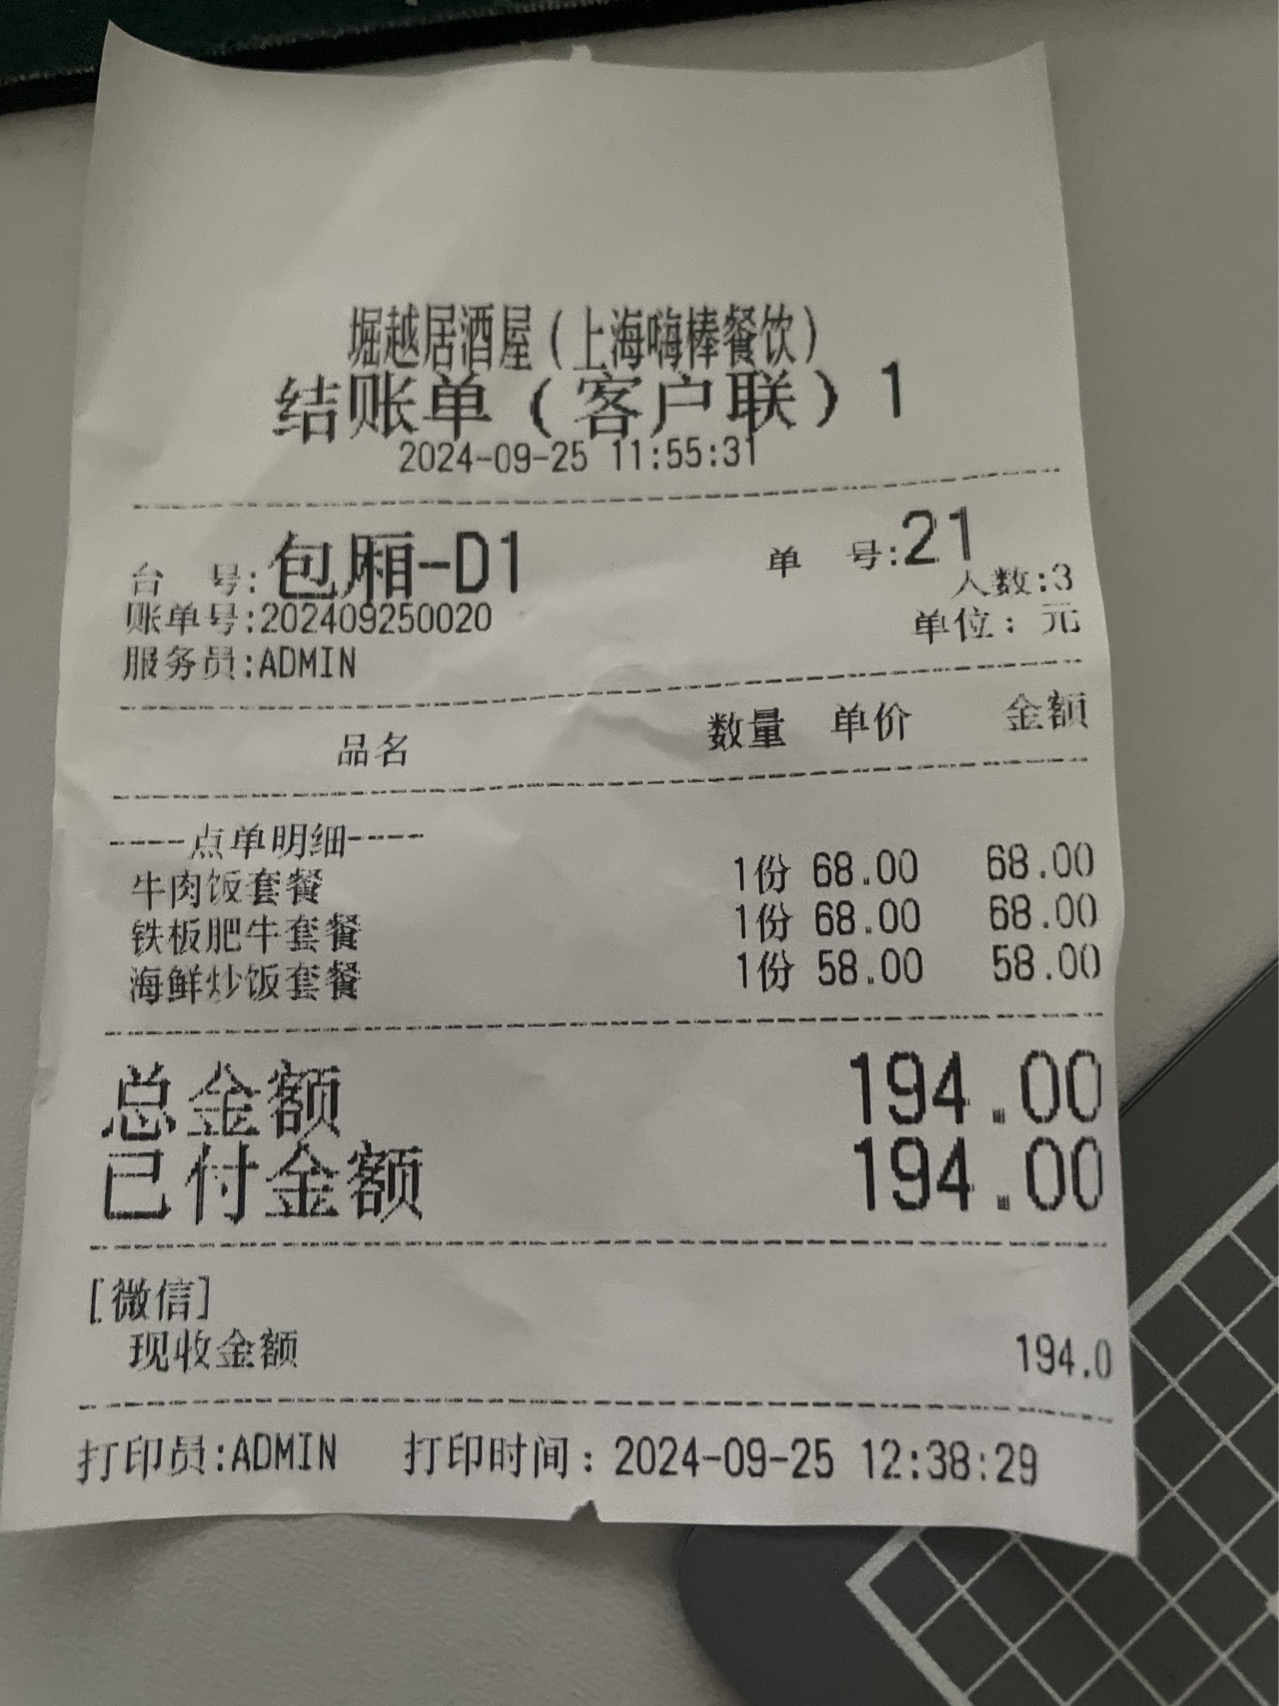 堀越居酒屋(上海嗨棒餐饮)
结账单(客户联)1
2024-09-25 11:55:31
台 号:包厢-D1 单 号:21
人数:3
账单号:202409250020 单位:元
服务员:ADMIN
品名 数量 单价 金额
----点单明细----
牛肉饭套餐 1份 68.00 68.00
铁板肥牛套餐 1份 68.00 68.00
海鲜炒饭套餐 1份 58.00 58.00
总金额 194.00
已付金额 194.00
[微信]
现收金额 194.0
打印员:ADMIN 打印时间:2024-09-25 12:38:29